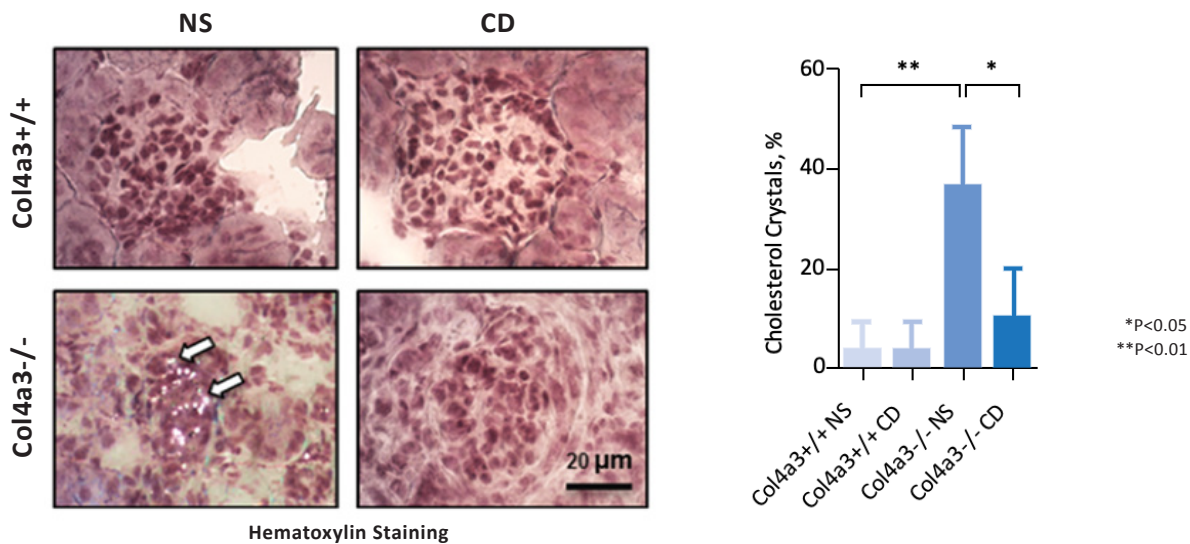 NS
CD
Col4a3+/+
Col4a3-/-
20 µm
Hematoxylin Staining
** *
Cholesterol Crystals, %
60
40
20
0
Col4a3+/+ NS
Col4a3+/+ CD
Col4a3-/- NS
Col4a3-/- CD
*P<0.05
**P<0.01